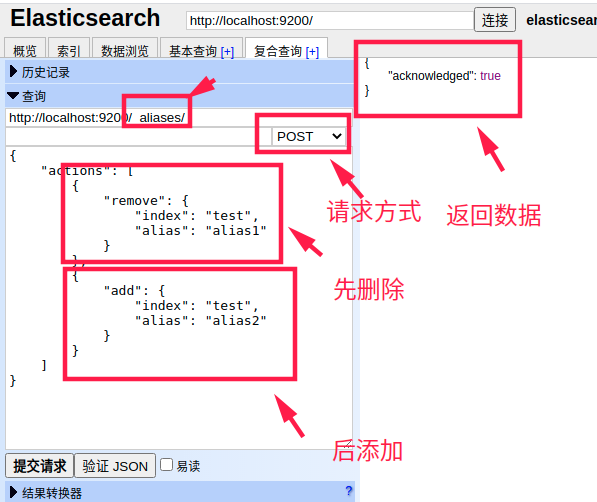 Elasticsearch
http://localhost:9200/
连接
elasticsear
概览
索引
数据浏览
基本查询 [+]
复合查询 [+]
历史记录
查询
http://localhost:9200/_aliases/
POST
{
"actions": [
{
"remove": {
"index": "test",
"alias": "alias1"
}
},
{
"add": {
"index": "test",
"alias": "alias2"
}
}
]
}
提交请求
验证 JSON
易读
结果转换器
?
{
"acknowledged": true
}
请求方式
返回数据
先删除
后添加